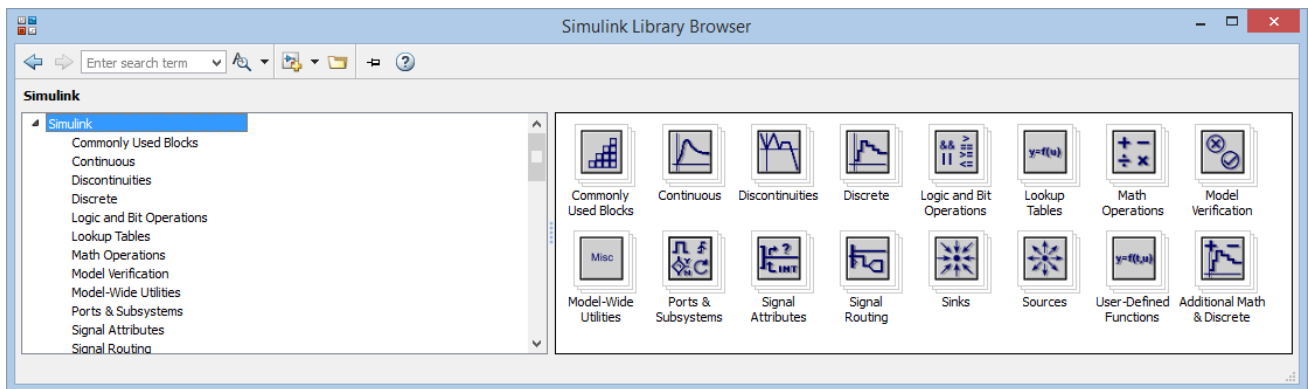 Simulink Library Browser
Enter search term
Simulink
Simulink
Commonly Used Blocks
Continuous
Discontinuities
Discrete
Logic and Bit Operations
Lookup Tables
Math Operations
Model Verification
Model-Wide Utilities
Ports & Subsystems
Signal Attributes
Signal Routing
&& >
|| ==
>=
<=
y=f(u)
+ −
÷ ×
Commonly
Used Blocks
Continuous
Discontinuities
Discrete
Logic and Bit
Operations
Lookup
Tables
Math
Operations
Model
Verification
Misc
?
INT
y=f(t,u)
+
−
Model-Wide
Utilities
Ports &
Subsystems
Signal
Attributes
Signal
Routing
Sinks
Sources
User-Defined
Functions
Additional Math
& Discrete